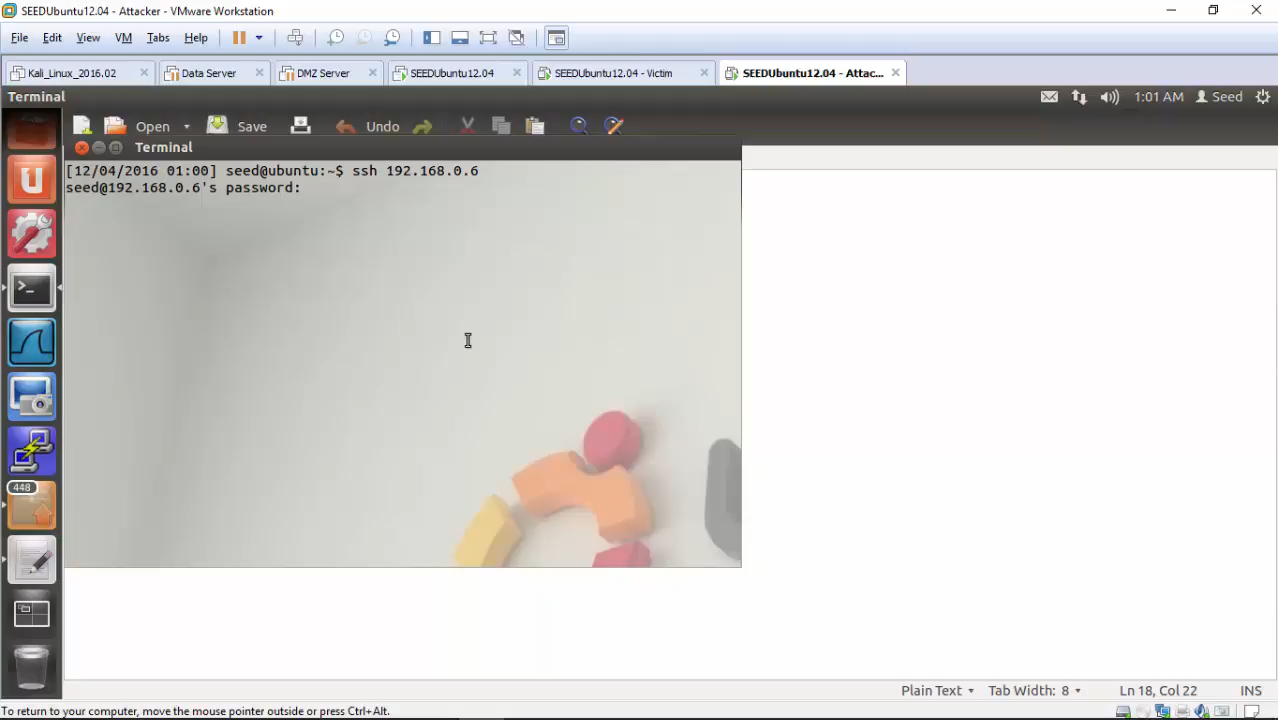 SEEDUbuntu12.04 - Attacker - VMware Workstation
File Edit View VM Tabs Help
Kali_Linux_2016.02 Data Server DMZ Server SEEDUbuntu12.04 SEEDUbuntu12.04 - Victim SEEDUbuntu12.04 - Attac...
Terminal 1:01 AM Seed
Open Save Undo
Terminal
[12/04/2016 01:00] seed@ubuntu:~$ ssh 192.168.0.6
seed@192.168.0.6's password:
448
Plain Text Tab Width: 8 Ln 18, Col 22 INS
To return to your computer, move the mouse pointer outside or press Ctrl+Alt.